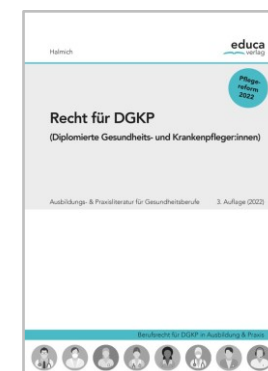 Halmich
educa
verlag
Pflege-
reform
2022
Recht für DGKP
(Diplomierte Gesundheits- und Krankenpfleger:innen)
Ausbildungs- & Praxisliteratur für Gesundheitsberufe 3. Auflage (2022)
Berufsrecht für DGKP in Ausbildung & Praxis